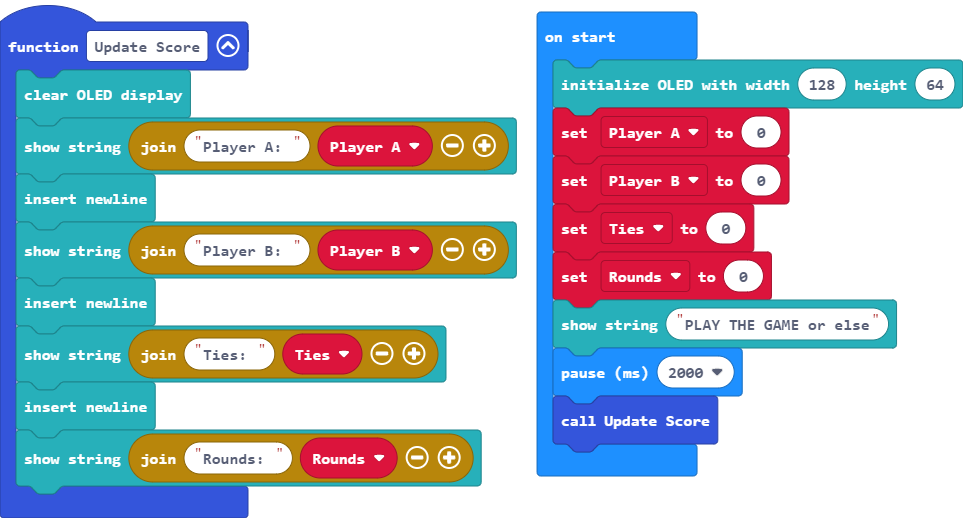 function Update Score
clear OLED display
show string join "Player A: " Player A
insert newline
show string join "Player B: " Player B
insert newline
show string join "Ties: " Ties
insert newline
show string join "Rounds: " Rounds
on start
initialize OLED with width 128 height 64
set Player A to 0
set Player B to 0
set Ties to 0
set Rounds to 0
show string "PLAY THE GAME or else"
pause (ms) 2000
call Update Score